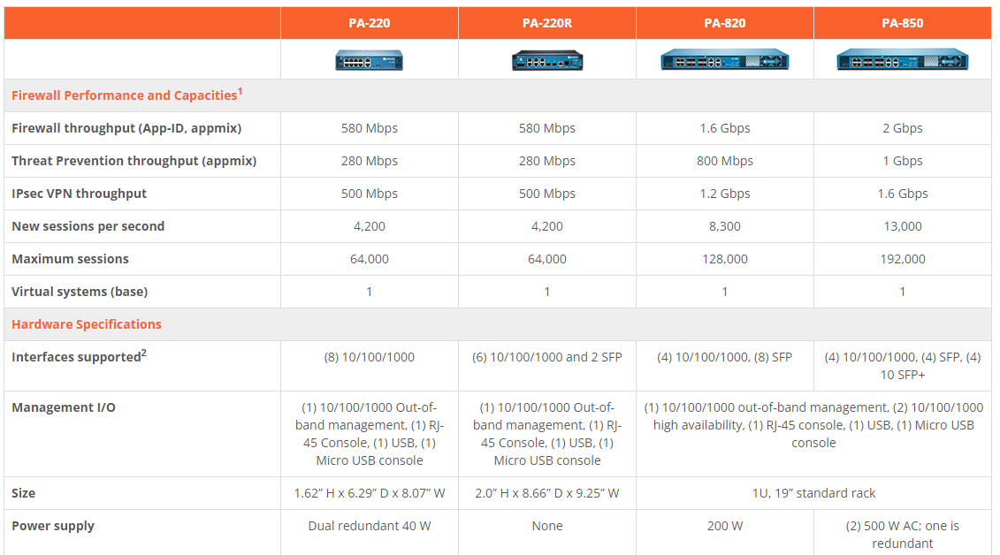 PA-220 PA-220R PA-820 PA-850
Firewall Performance and Capacities1
Firewall throughput (App-ID, appmix) 580 Mbps 580 Mbps 1.6 Gbps 2 Gbps
Threat Prevention throughput (appmix) 280 Mbps 280 Mbps 800 Mbps 1 Gbps
IPsec VPN throughput 500 Mbps 500 Mbps 1.2 Gbps 1.6 Gbps
New sessions per second 4,200 4,200 8,300 13,000
Maximum sessions 64,000 64,000 128,000 192,000
Virtual systems (base) 1 1 1 1
Hardware Specifications
Interfaces supported2 (8) 10/100/1000 (6) 10/100/1000 and 2 SFP (4) 10/100/1000, (8) SFP (4) 10/100/1000, (4) SFP, (4)
10 SFP+
Management I/O (1) 10/100/1000 Out-of- (1) 10/100/1000 Out-of- (1) 10/100/1000 out-of-band management, (2) 10/100/1000
band management, (1) RJ- band management, (1) RJ- high availability, (1) RJ-45 console, (1) USB, (1) Micro USB
45 Console, (1) USB, (1) 45 Console, (1) USB, (1) console
Micro USB console Micro USB console
Size 1.62” H x 6.29” D x 8.07” W 2.0” H x 8.66” D x 9.25” W 1U, 19” standard rack
Power supply Dual redundant 40 W None 200 W (2) 500 W AC; one is
redundant